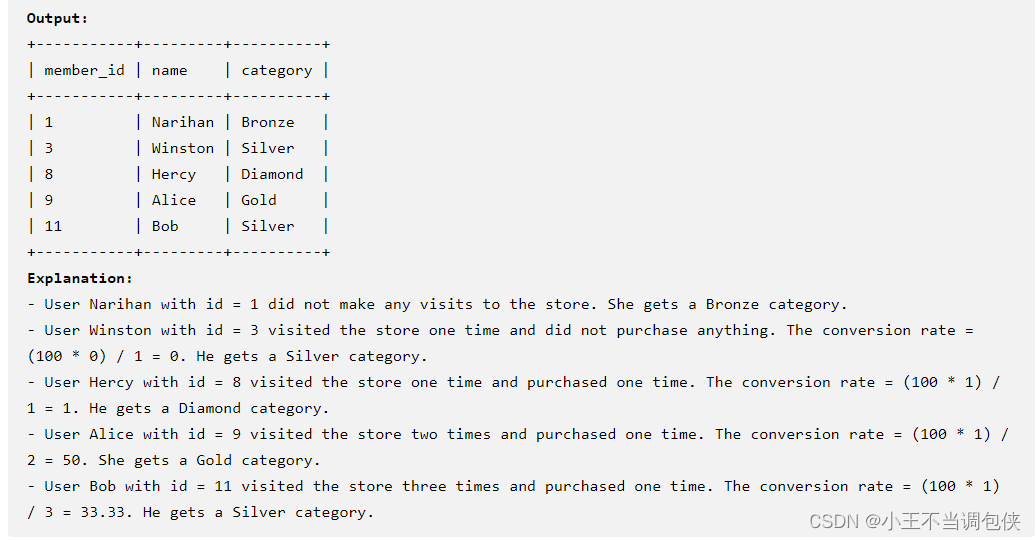 Output:
+-----------+---------+----------+
| member_id | name    | category |
+-----------+---------+----------+
| 1         | Narihan | Bronze   |
| 3         | Winston | Silver   |
| 8         | Hercy   | Diamond  |
| 9         | Alice   | Gold     |
| 11        | Bob     | Silver   |
+-----------+---------+----------+
Explanation:
- User Narihan with id = 1 did not make any visits to the store. She gets a Bronze category.
- User Winston with id = 3 visited the store one time and did not purchase anything. The conversion rate =
(100 * 0) / 1 = 0. He gets a Silver category.
- User Hercy with id = 8 visited the store one time and purchased one time. The conversion rate = (100 * 1) /
1 = 1. He gets a Diamond category.
- User Alice with id = 9 visited the store two times and purchased one time. The conversion rate = (100 * 1) /
2 = 50. She gets a Gold category.
- User Bob with id = 11 visited the store three times and purchased one time. The conversion rate = (100 * 1)
/ 3 = 33.33. He gets a Silver category.
CSDN @小王不当调包侠